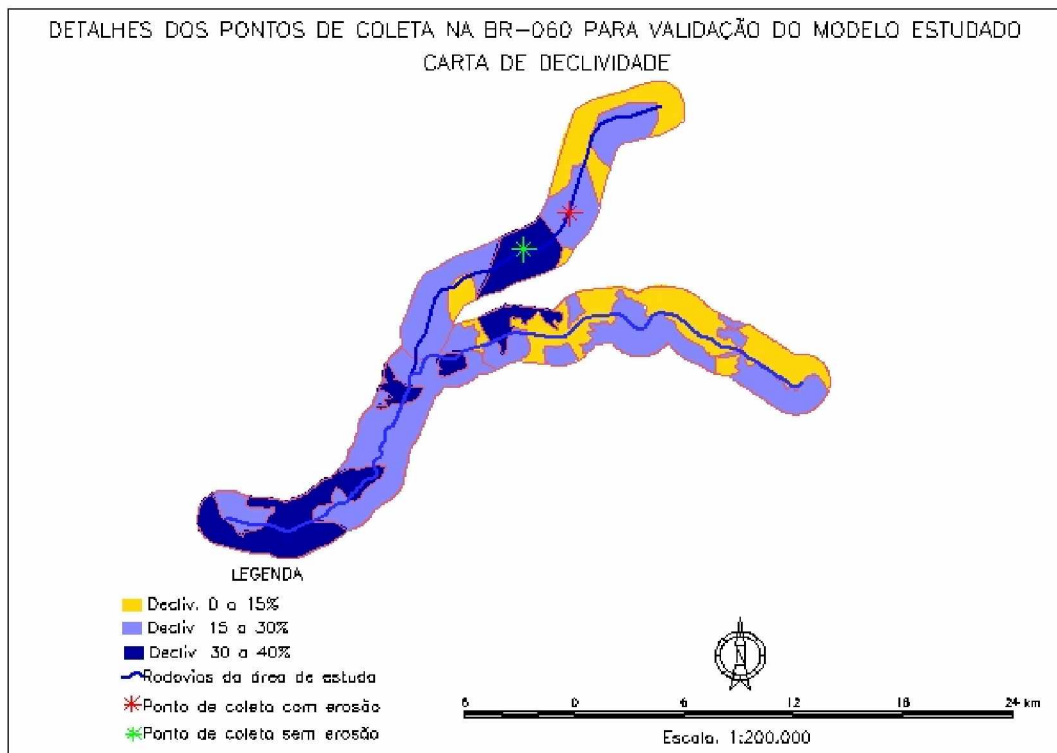 DETALHES DOS PONTOS DE COLETA NA BR-060 PARA VALIDAÇÃO DO MODELO ESTUDADO
CARTA DE DECLIVIDADE
LEGENDA
Decliv. 0 a 15%
Decliv 15 a 30%
Decliv 30 a 40%
Rodovias da área de estudo
Ponto de coleta com erosão
Ponto de coleta sem erosão
N
6 0 6 12 18 24 km
Escala. 1:200.000